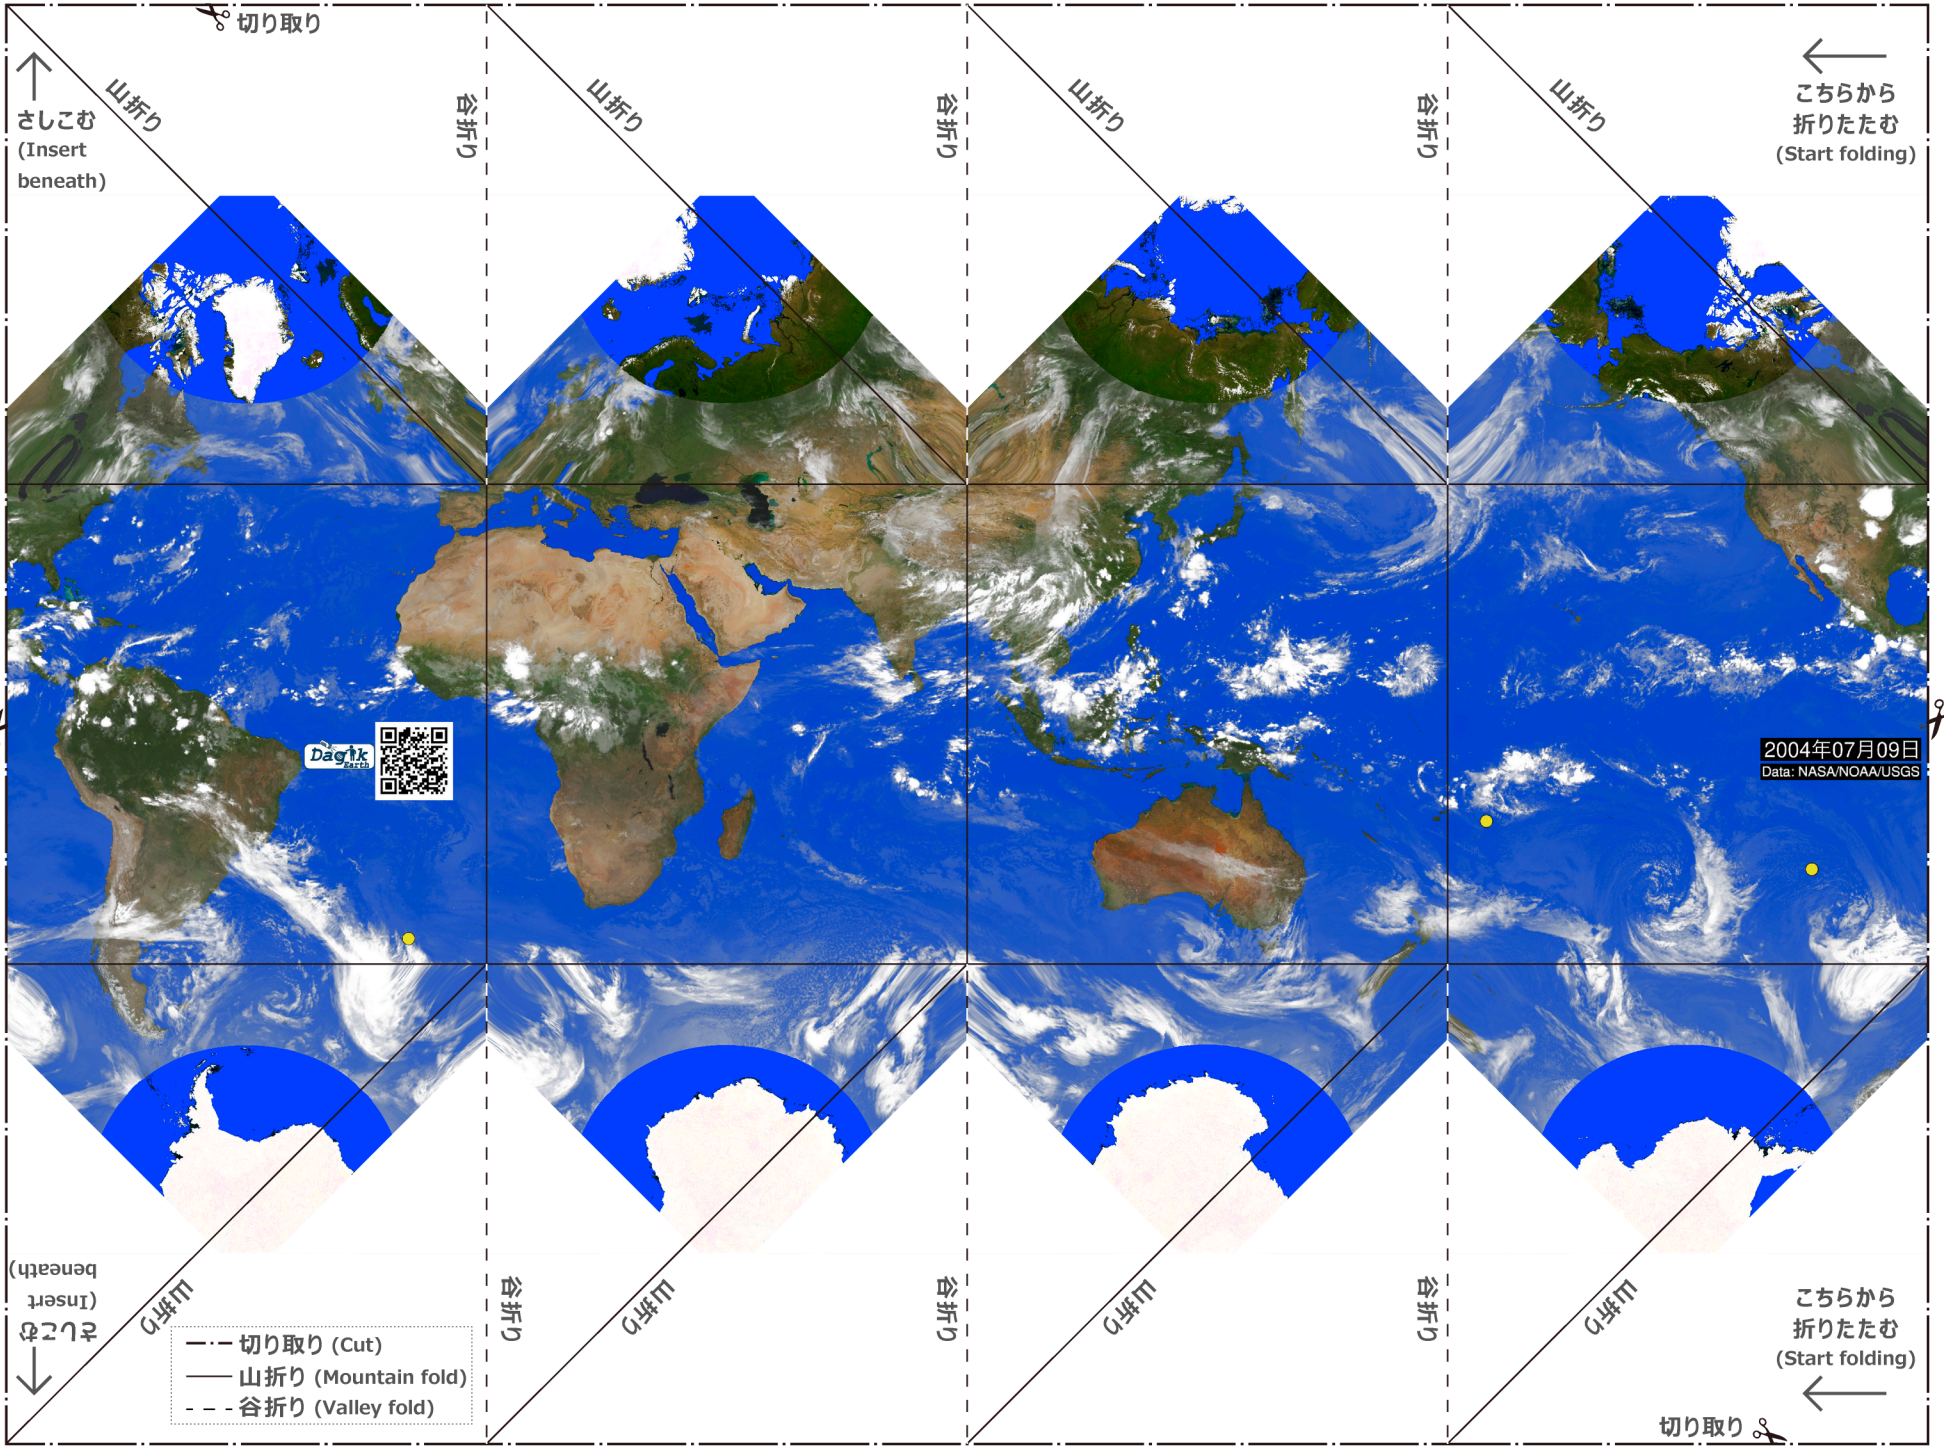 切り取り
山折り
谷折り
山折り
谷折り
山折り
谷折り
山折り
さしこむ
(Insert
beneath)
こちらから
折りたたむ
(Start folding)
Dagik
Earth
2004年07月09日
Data: NASA/NOAA/USGS
さしこむ
(Insert
beneath)
山折り
谷折り
山折り
谷折り
山折り
谷折り
山折り
こちらから
折りたたむ
(Start folding)
切り取り (Cut)
山折り (Mountain fold)
谷折り (Valley fold)
切り取り